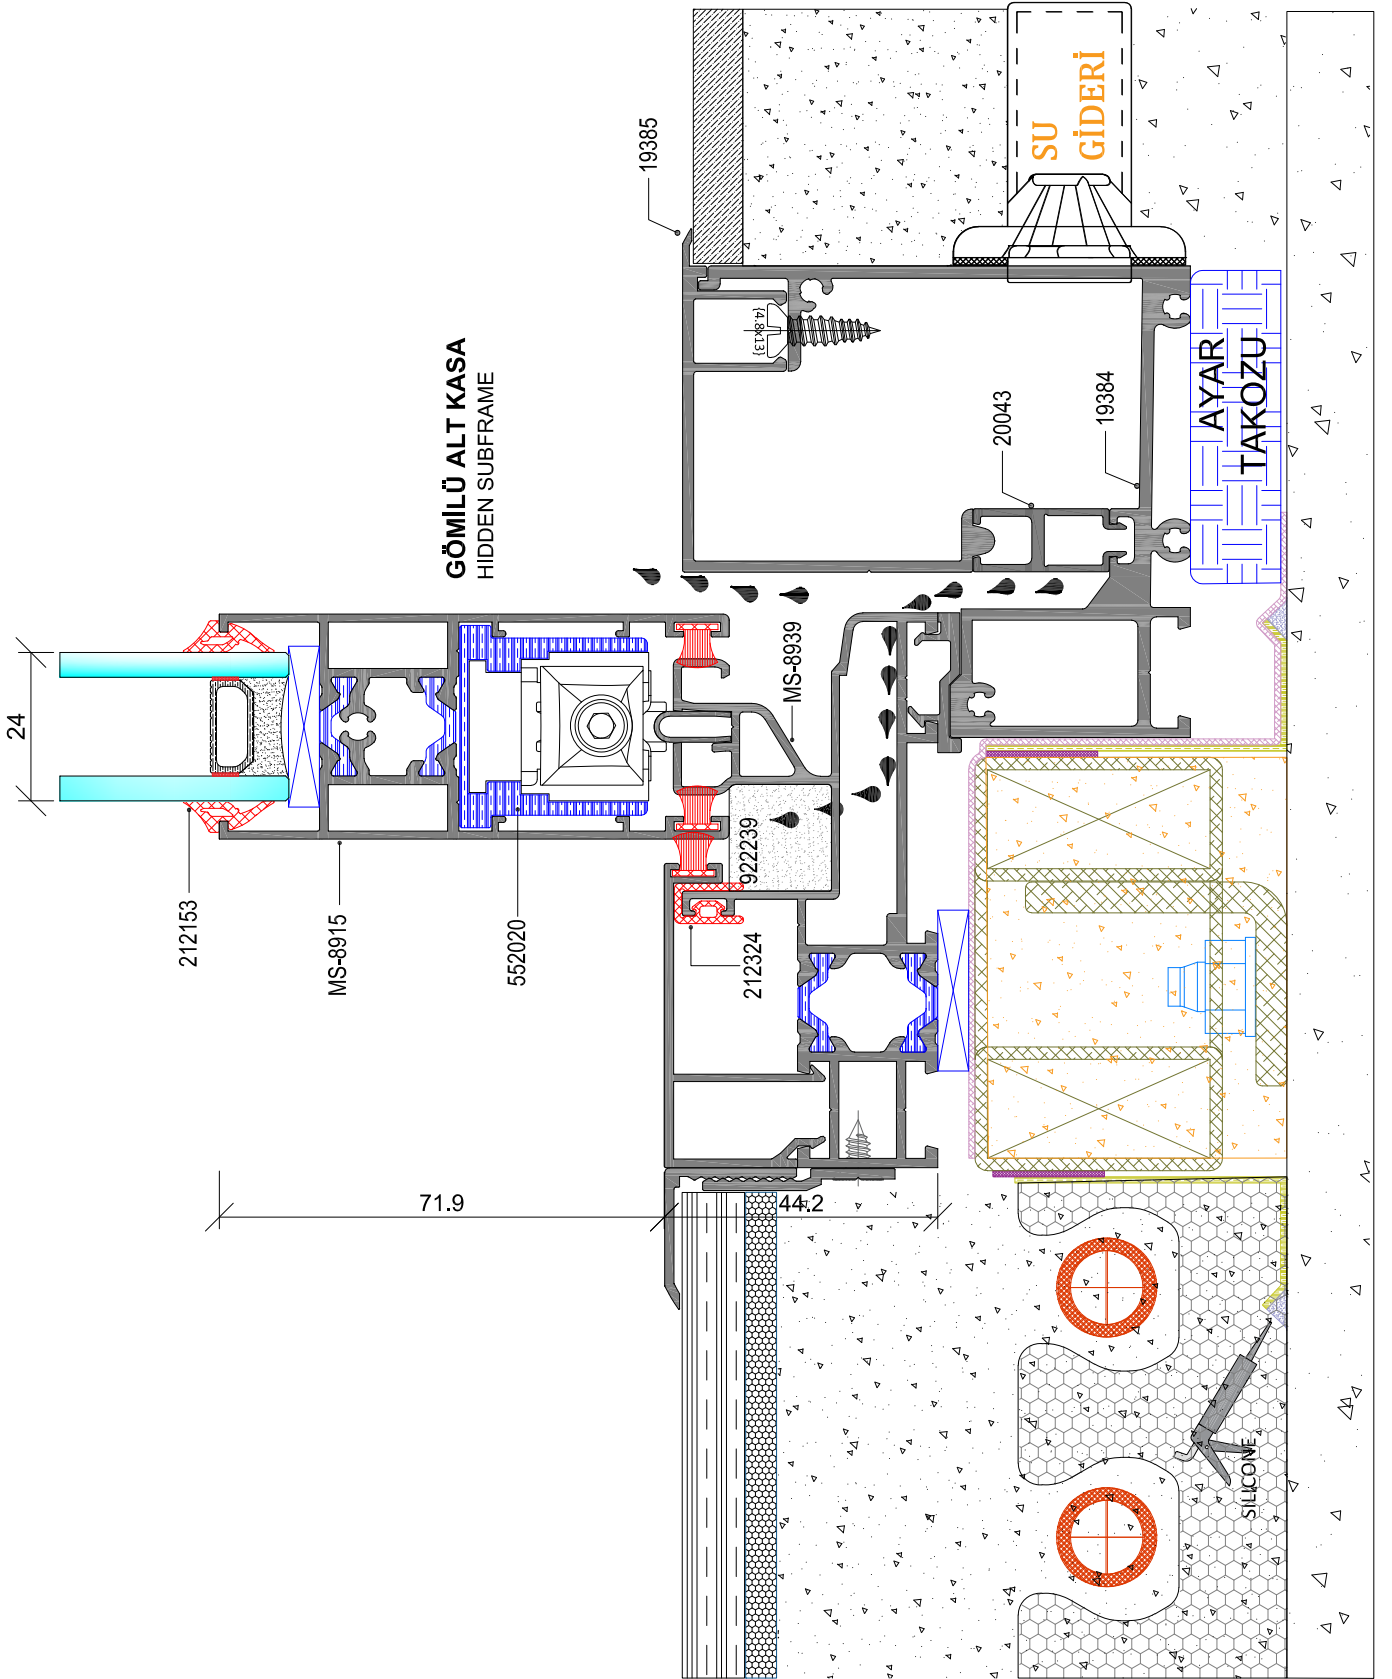 24
GÖMİLÜ ALT KASA
HIDDEN SUBFRAME
19385
SU
GİDERİ
{4.8x13}
AYAR
TAKOZU
20043
19384
MS-8939
212153
MS-8915
552020
922239
212324
71.9
44.2
SILICONE